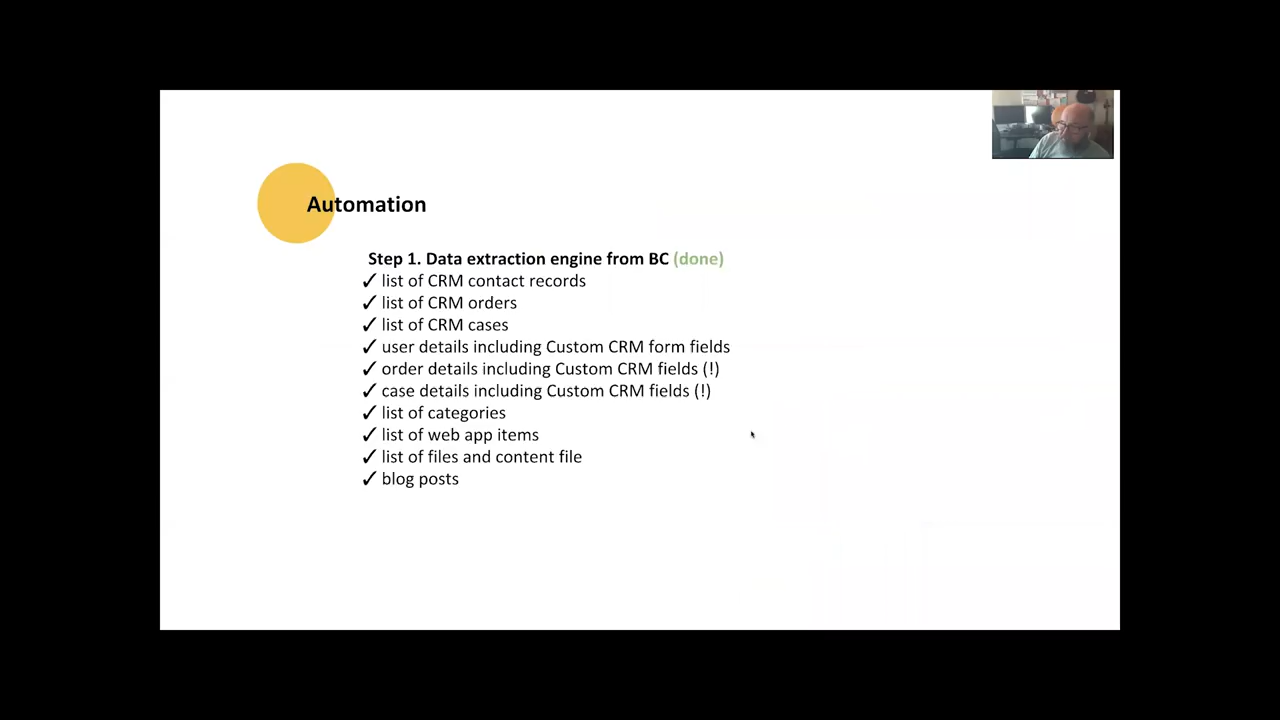 Automation
Step 1. Data extraction engine from BC (done)
✓ list of CRM contact records
✓ list of CRM orders
✓ list of CRM cases
✓ user details including Custom CRM form fields
✓ order details including Custom CRM fields (!)
✓ case details including Custom CRM fields (!)
✓ list of categories
✓ list of web app items
✓ list of files and content file
✓ blog posts